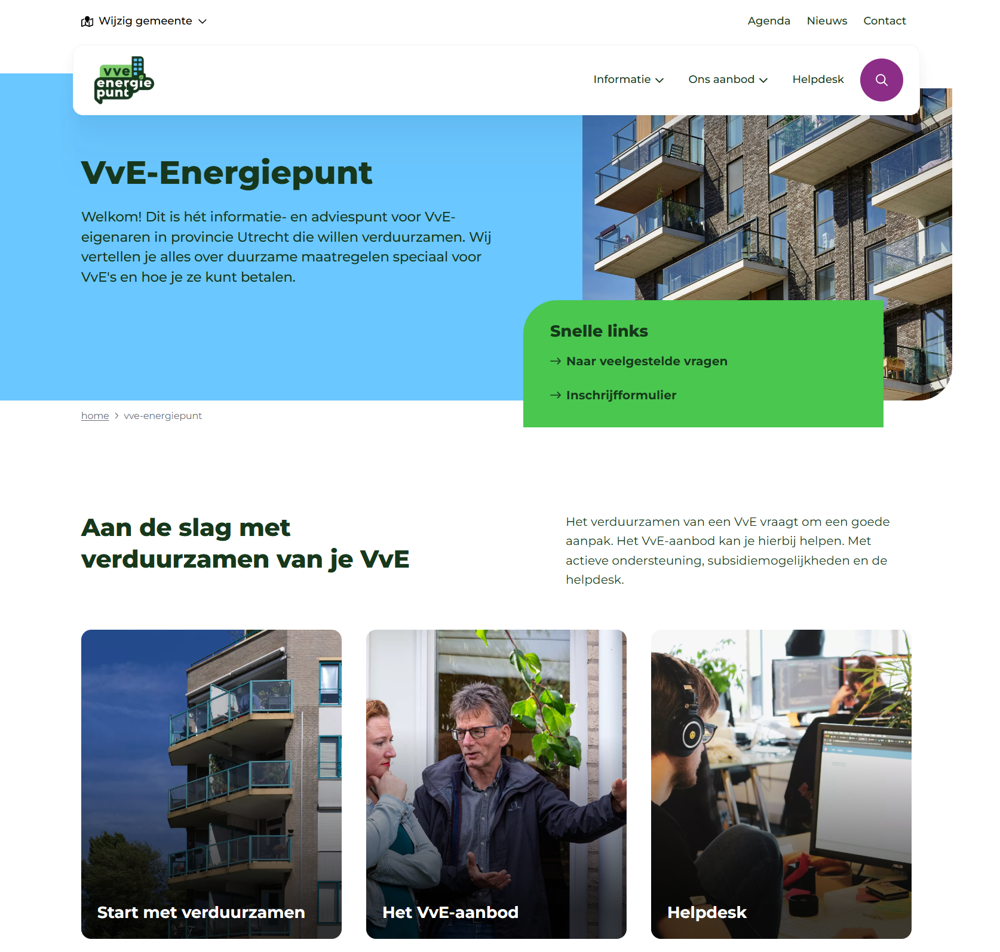 Wijzig gemeente
Agenda
Nieuws
Contact
vve
energie
punt
Informatie
Ons aanbod
Helpdesk
VvE-Energiepunt
Welkom! Dit is hét informatie- en adviespunt voor VvE-
eigenaren in provincie Utrecht die willen verduurzamen. Wij
vertellen je alles over duurzame maatregelen speciaal voor
VvE's en hoe je ze kunt betalen.
Snelle links
Naar veelgestelde vragen
Inschrijfformulier
home
vve-energiepunt
Aan de slag met
verduurzamen van je VvE
Het verduurzamen van een VvE vraagt om een goede
aanpak. Het VvE-aanbod kan je hierbij helpen. Met
actieve ondersteuning, subsidiemogelijkheden en de
helpdesk.
Start met verduurzamen
Het VvE-aanbod
Helpdesk